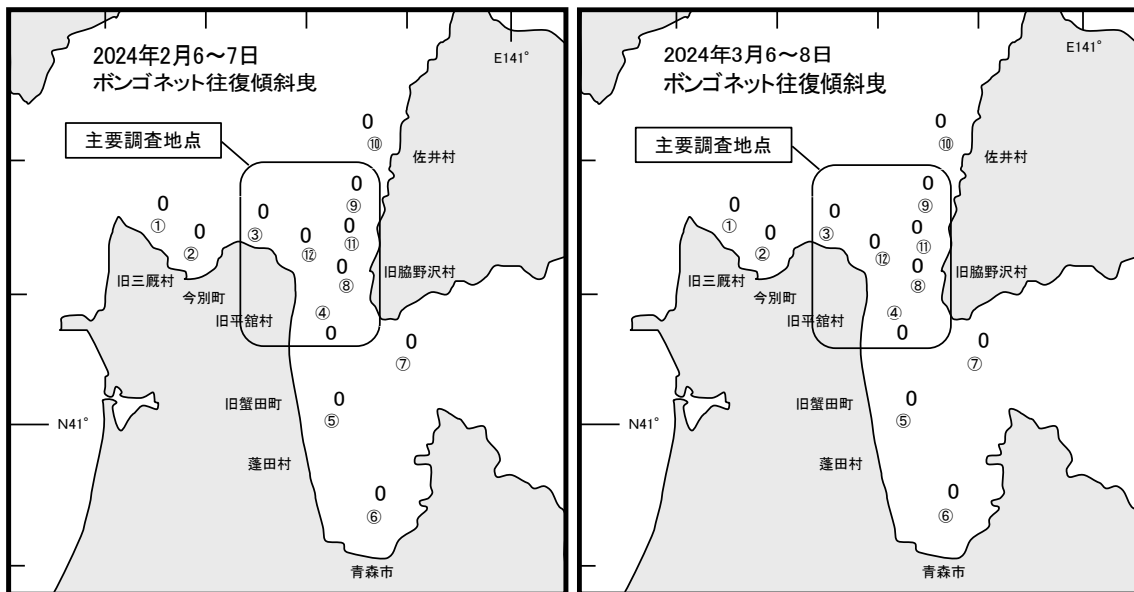 2024年2月6～7日
ボンゴネット往復傾斜曳
E141°
主要調査地点
0
⑩
佐井村
0
⑨
0
①
0
②
0
③
0
⑫
0
⑪
0
⑧
旧三厩村
今別町
旧平舘村
旧脇野沢村
④
0
0
⑦
0
⑤
旧蟹田町
N41°
蓬田村
0
⑥
青森市
2024年3月6～8日
ボンゴネット往復傾斜曳
E141°
主要調査地点
0
⑩
佐井村
0
⑨
0
①
0
②
0
③
0
⑫
0
⑪
0
⑧
旧三厩村
今別町
旧平舘村
旧脇野沢村
④
0
0
⑦
0
⑤
旧蟹田町
N41°
蓬田村
0
⑥
青森市